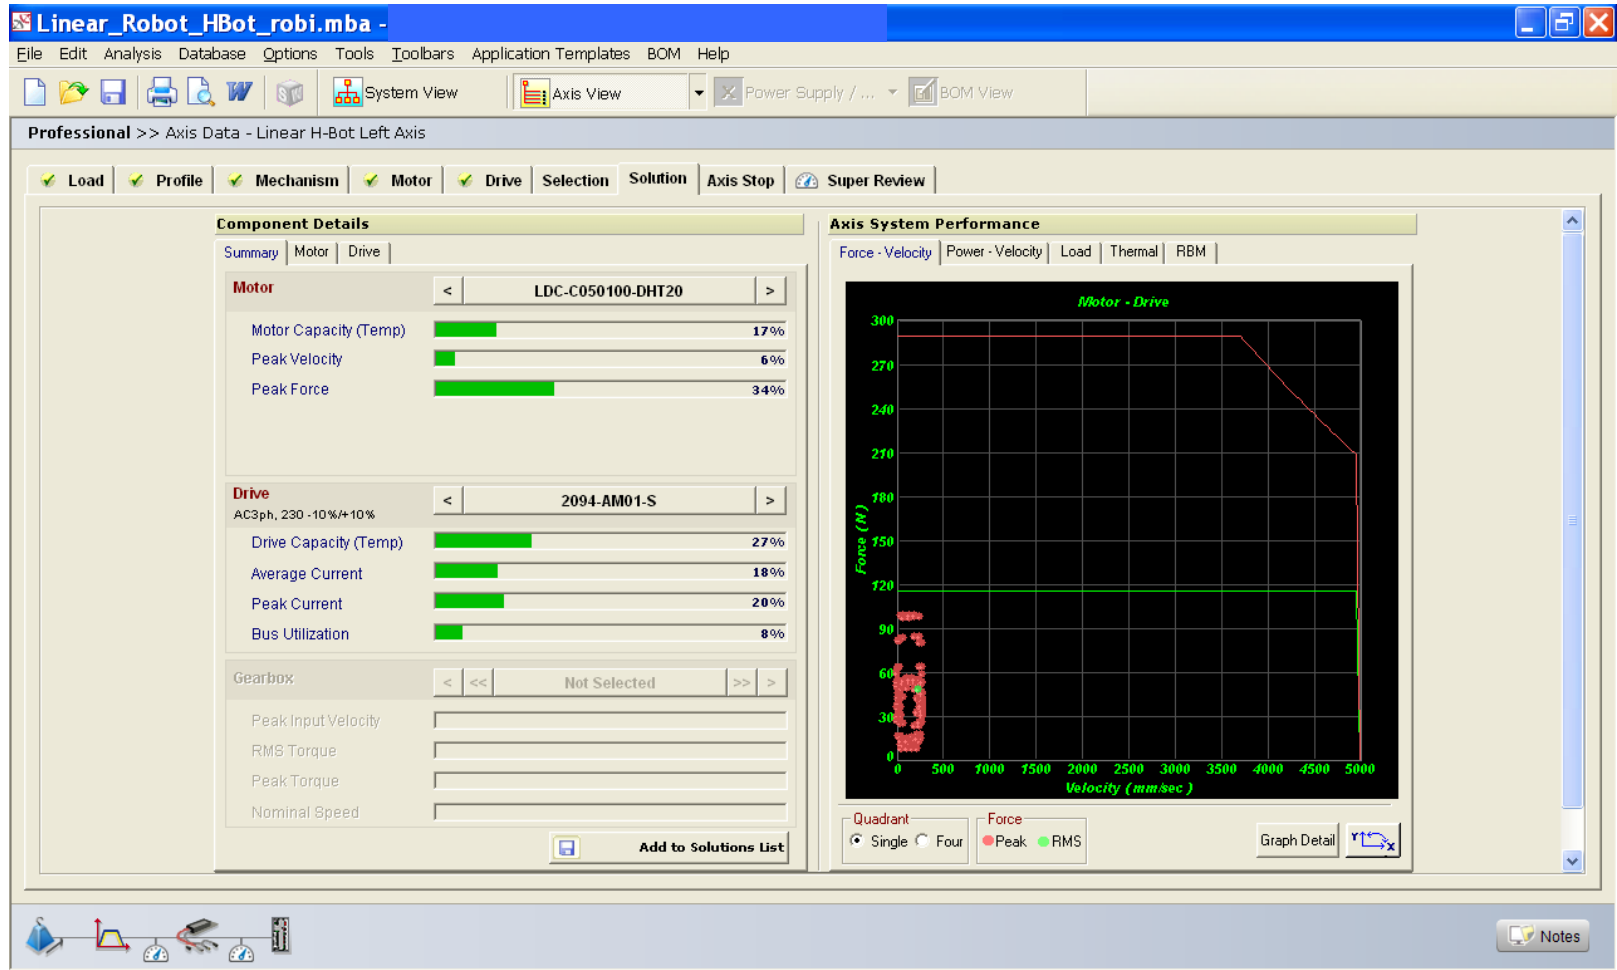 Linear_Robot_HBot_robi.mba -
File Edit Analysis Database Options Tools Toolbars Application Templates BOM Help
System View Axis View Power Supply / ... BOM View
Professional >> Axis Data - Linear H-Bot Left Axis
Load Profile Mechanism Motor Drive Selection Solution Axis Stop Super Review
Component Details
Summary Motor Drive
Motor < LDC-C050100-DHT20 >
Motor Capacity (Temp) 17%
Peak Velocity 6%
Peak Force 34%
Drive < 2094-AM01-S >
AC3ph, 230 -10%/+10%
Drive Capacity (Temp) 27%
Average Current 18%
Peak Current 20%
Bus Utilization 8%
Gearbox < << Not Selected >> >
Peak Input Velocity
RMS Torque
Peak Torque
Nominal Speed
Add to Solutions List
Axis System Performance
Force - Velocity Power - Velocity Load Thermal RBM
Motor - Drive
300
270
240
210
180
150
120
90
60
30
0
Force ( N )
0 500 1000 1500 2000 2500 3000 3500 4000 4500 5000
Velocity ( mm/sec )
Quadrant
Single Four
Force
Peak RMS
Graph Detail
Y X
Notes